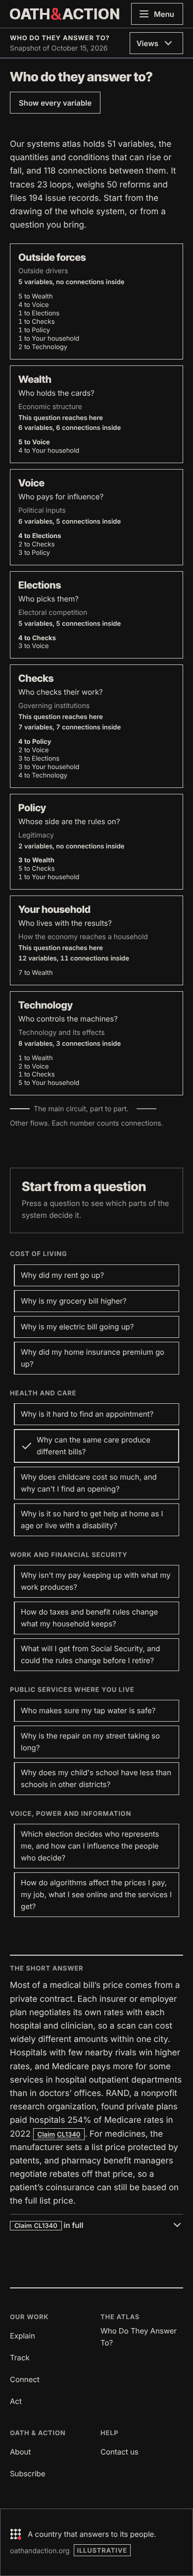 OATH&ACTION
Menu
WHO DO THEY ANSWER TO?
Snapshot of October 15, 2026
Views
Who do they answer to?
Show every variable
Our systems atlas holds 51 variables, the
quantities and conditions that can rise or
fall, and 118 connections between them. It
traces 23 loops, weighs 50 reforms and
files 194 issue records. Start from the
drawing of the whole system, or from a
question you bring.
Outside forces
Outside drivers
5 variables, no connections inside
5 to Wealth
4 to Voice
1 to Elections
1 to Checks
1 to Policy
1 to Your household
2 to Technology
Wealth
Who holds the cards?
Economic structure
This question reaches here
6 variables, 6 connections inside
5 to Voice
4 to Your household
Voice
Who pays for influence?
Political inputs
6 variables, 5 connections inside
4 to Elections
2 to Checks
3 to Policy
Elections
Who picks them?
Electoral competition
5 variables, 5 connections inside
4 to Checks
3 to Voice
Checks
Who checks their work?
Governing institutions
This question reaches here
7 variables, 7 connections inside
4 to Policy
2 to Voice
3 to Elections
3 to Your household
4 to Technology
Policy
Whose side are the rules on?
Legitimacy
2 variables, no connections inside
3 to Wealth
5 to Checks
1 to Your household
Your household
Who lives with the results?
How the economy reaches a household
This question reaches here
12 variables, 11 connections inside
7 to Wealth
Technology
Who controls the machines?
Technology and its effects
8 variables, 3 connections inside
1 to Wealth
2 to Voice
1 to Checks
5 to Your household
The main circuit, part to part.
Other flows. Each number counts connections.
Start from a question
Press a question to see which parts of the
system decide it.
COST OF LIVING
Why did my rent go up?
Why is my grocery bill higher?
Why is my electric bill going up?
Why did my home insurance premium go
up?
HEALTH AND CARE
Why is it hard to find an appointment?
Why can the same care produce
different bills?
Why does childcare cost so much, and
why can't I find an opening?
Why is it so hard to get help at home as I
age or live with a disability?
WORK AND FINANCIAL SECURITY
Why isn't my pay keeping up with what my
work produces?
How do taxes and benefit rules change
what my household keeps?
What will I get from Social Security, and
could the rules change before I retire?
PUBLIC SERVICES WHERE YOU LIVE
Who makes sure my tap water is safe?
Why is the repair on my street taking so
long?
Why does my child's school have less than
schools in other districts?
VOICE, POWER AND INFORMATION
Which election decides who represents
me, and how can I influence the people
who decide?
How do algorithms affect the prices I pay,
my job, what I see online and the services I
get?
THE SHORT ANSWER
Most of a medical bill's price comes from a
private contract. Each insurer or employer
plan negotiates its own rates with each
hospital and clinician, so a scan can cost
widely different amounts within one city.
Hospitals with few nearby rivals win higher
rates, and Medicare pays more for some
services in hospital outpatient departments
than in doctors' offices. RAND, a nonprofit
research organization, found private plans
paid hospitals 254% of Medicare rates in
2022 Claim CL1340. For medicines, the
manufacturer sets a list price protected by
patents, and pharmacy benefit managers
negotiate rebates off that price, so a
patient's coinsurance can still be based on
the full list price.
Claim CL1340 in full
OUR WORK
Explain
Track
Connect
Act
THE ATLAS
Who Do They Answer
To?
OATH & ACTION
About
Subscribe
HELP
Contact us
A country that answers to its people.
oathandaction.org ILLUSTRATIVE